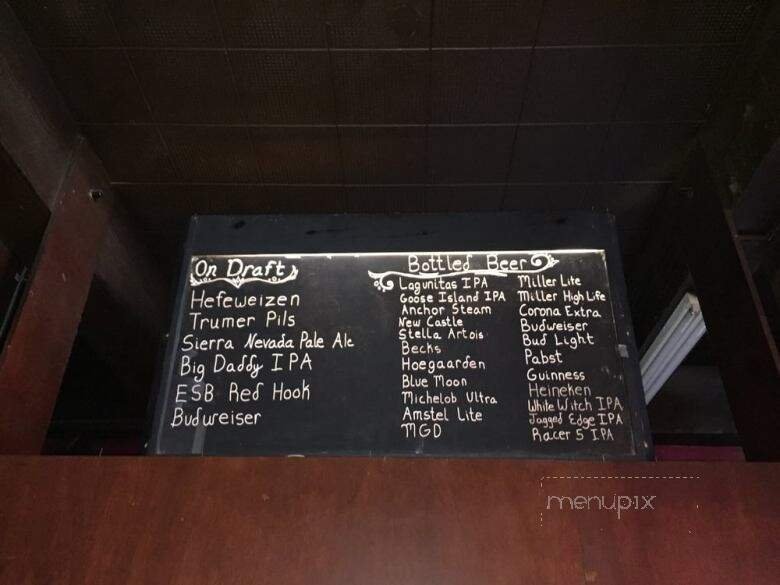 On Draft
Hefeweizen
Trumer Pils
Sierra Nevada Pale Ale
Big Daddy IPA
ESB Red Hook
Budweiser
Bottled Beer
Lagunitas IPA
Goose Island IPA
Anchor Steam
New Castle
Stella Artois
Becks
Hoegaarden
Blue Moon
Michelob Ultra
Amstel Lite
MGD
Miller Lite
Miller High Life
Corona Extra
Budweiser
Bud Light
Pabst
Guinness
Heineken
White Witch IPA
Jagged Edge IPA
Racer 5 IPA
menupix